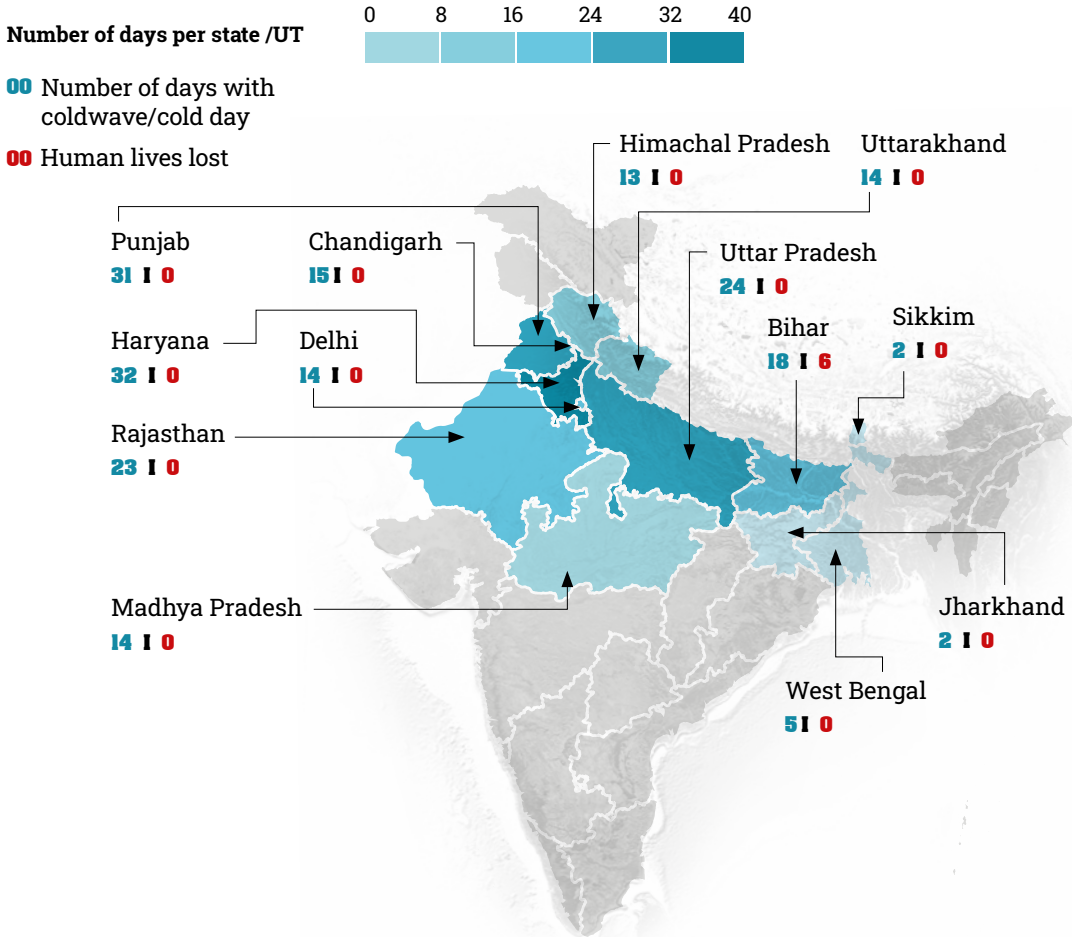 0 8 16 24 32 40
Number of days per state /UT
00 Number of days with
coldwave/cold day
00 Human lives lost
Himachal Pradesh
13 I 0
Uttarakhand
14 I 0
Punjab
31 I 0
Chandigarh
15 I 0
Uttar Pradesh
24 I 0
Haryana
32 I 0
Delhi
14 I 0
Bihar
18 I 6
Sikkim
2 I 0
Rajasthan
23 I 0
Madhya Pradesh
14 I 0
Jharkhand
2 I 0
West Bengal
5 I 0